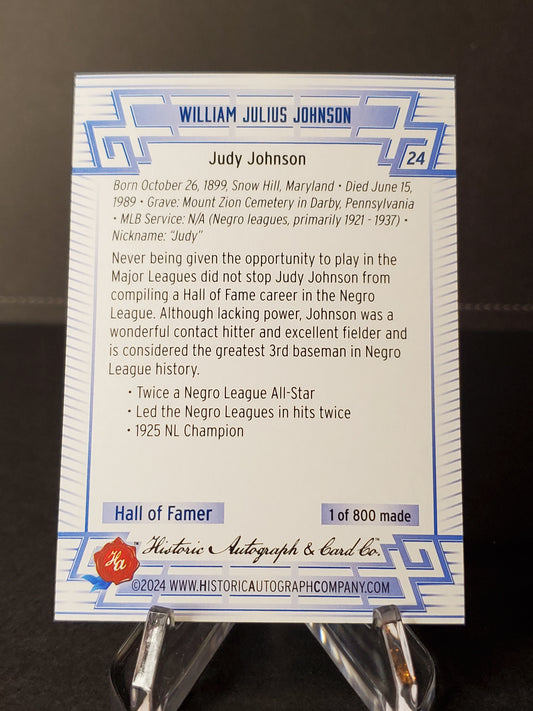 WILLIAM JULIUS JOHNSON
Judy Johnson
24
Born October 26, 1899, Snow Hill, Maryland • Died June 15,
1989 • Grave: Mount Zion Cemetery in Darby, Pennsylvania
• MLB Service: N/A (Negro leagues, primarily 1921 - 1937) •
Nickname: "Judy"
Never being given the opportunity to play in the
Major Leagues did not stop Judy Johnson from
compiling a Hall of Fame career in the Negro
League. Although lacking power, Johnson was a
wonderful contact hitter and excellent fielder and
is considered the greatest 3rd baseman in Negro
League history.
• Twice a Negro League All-Star
• Led the Negro Leagues in hits twice
• 1925 NL Champion
Hall of Famer
1 of 800 made
Ha
Historic Autograph & Card Co.™
©2024 WWW.HISTORICAUTOGRAPHCOMPANY.COM